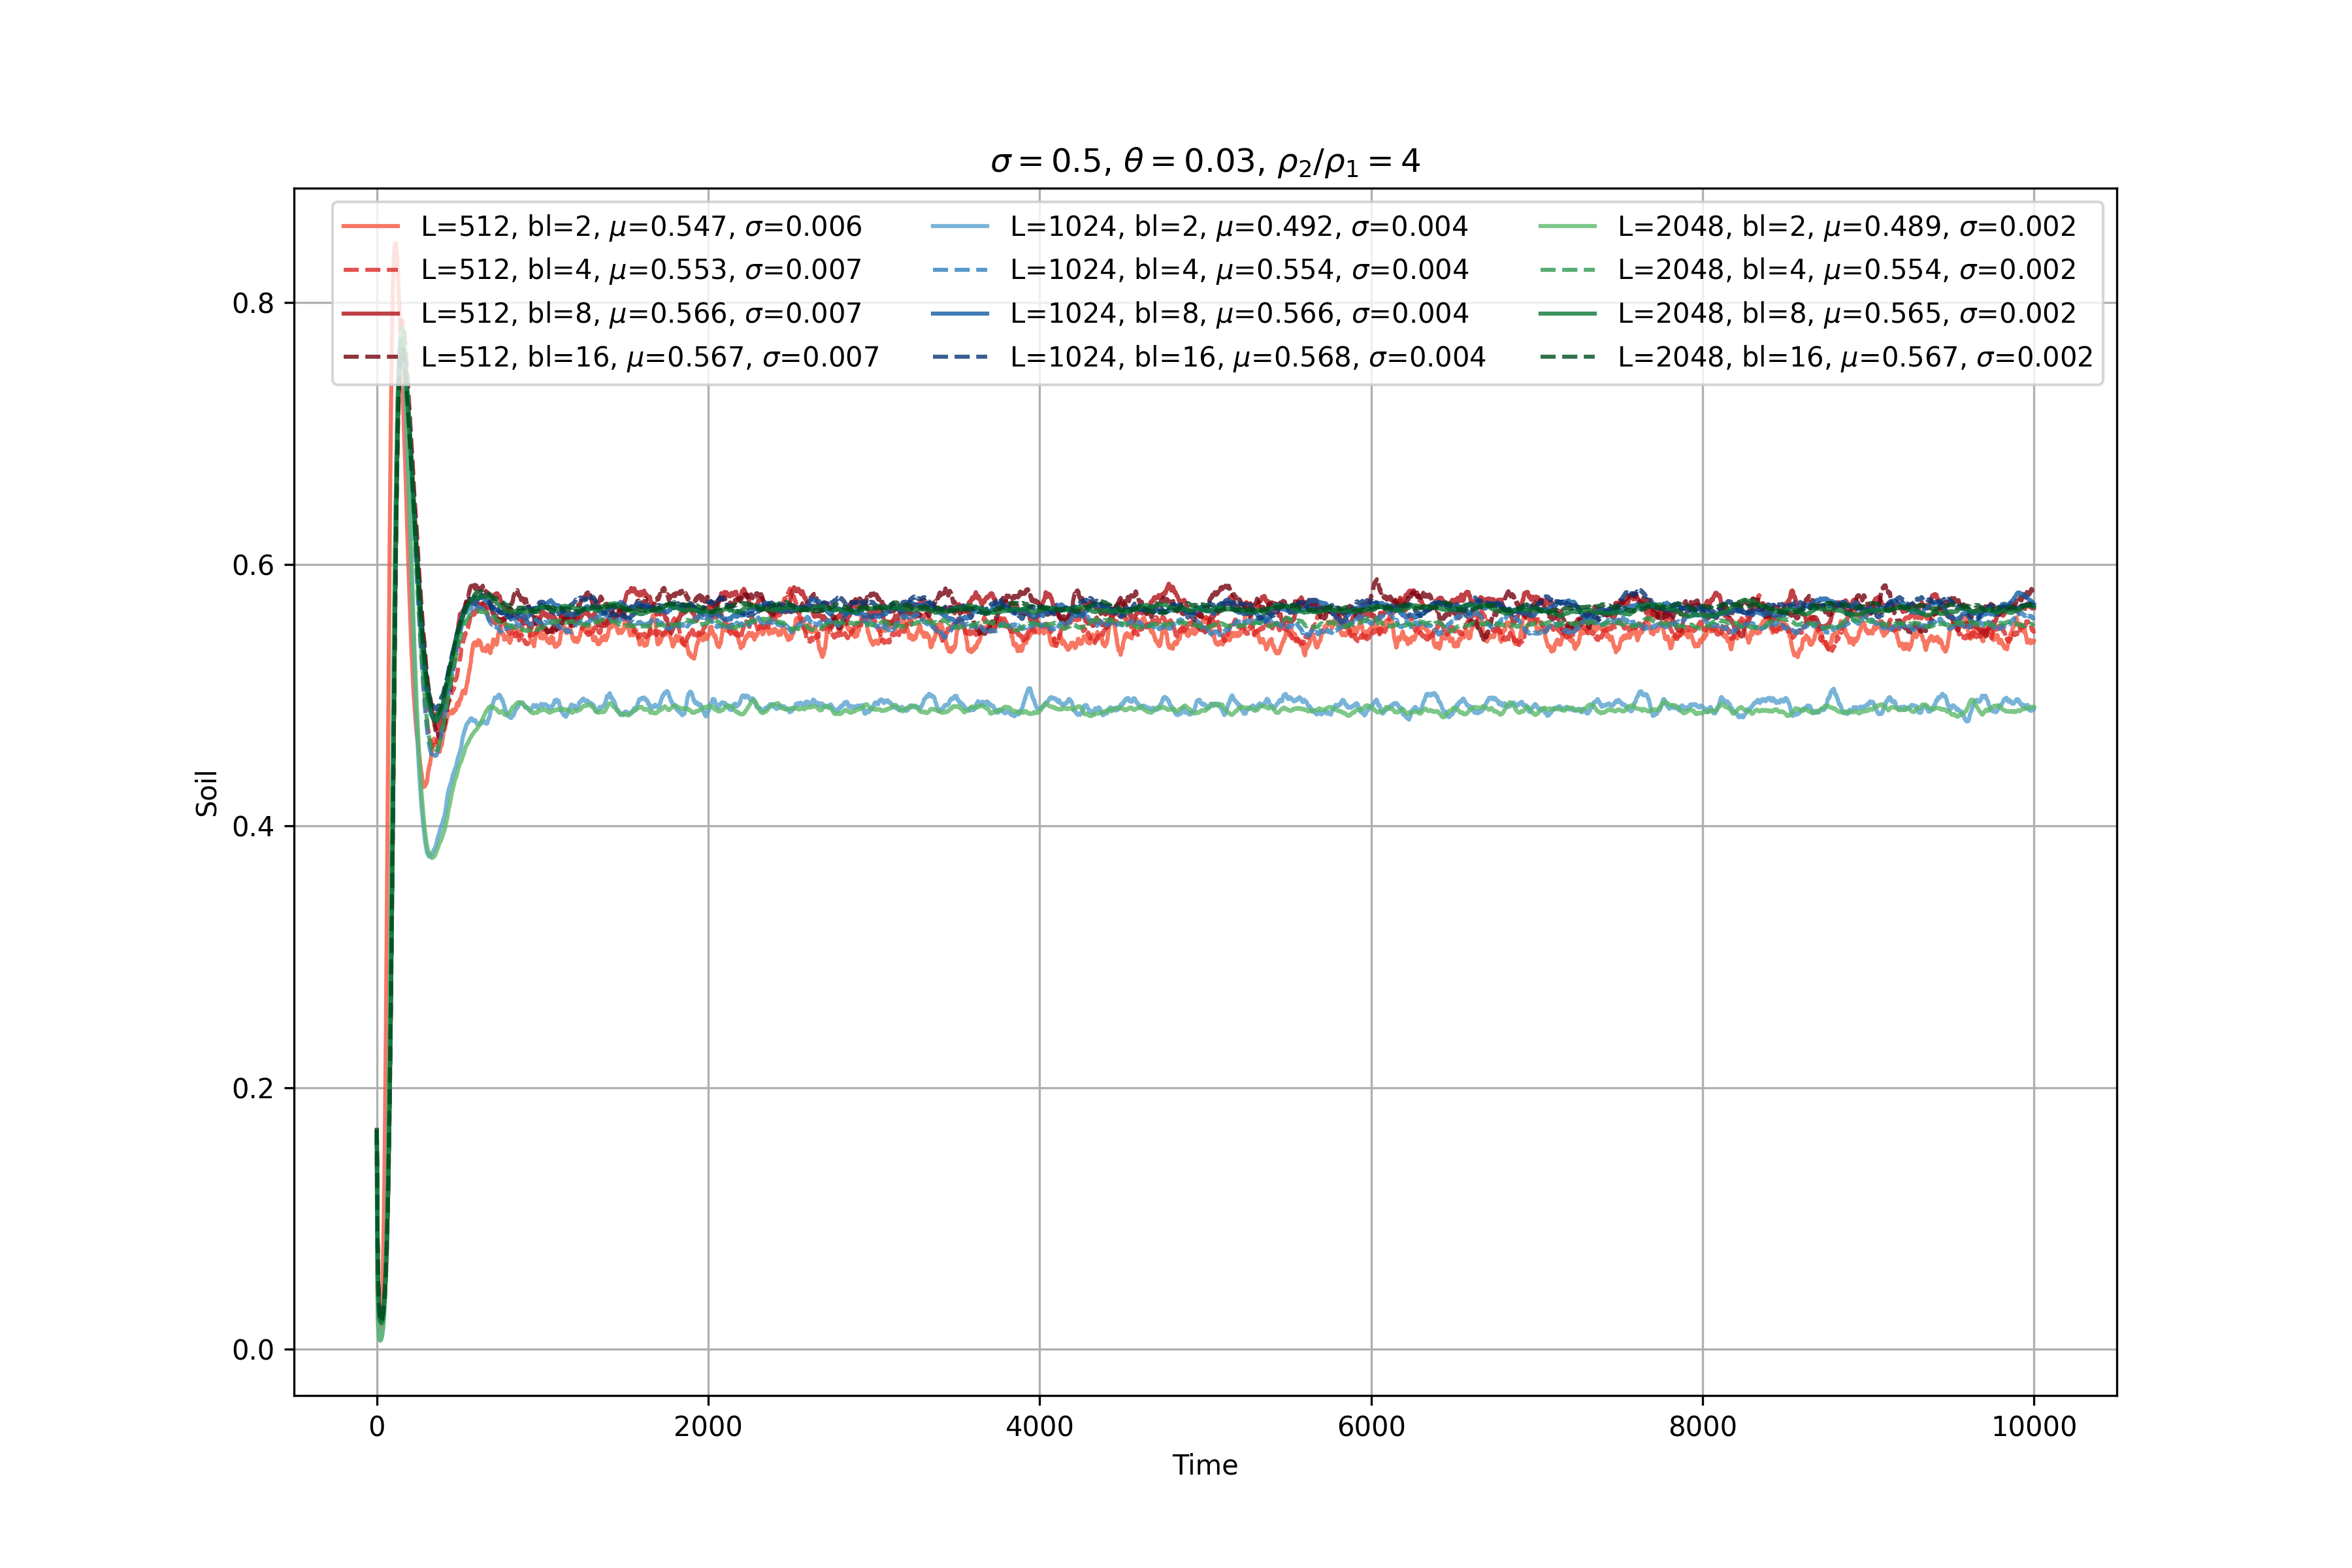 σ = 0.5, θ = 0.03, ρ₂/ρ₁ = 4
L=512, bl=2, μ=0.547, σ=0.006
L=512, bl=4, μ=0.553, σ=0.007
L=512, bl=8, μ=0.566, σ=0.007
L=512, bl=16, μ=0.567, σ=0.007
L=1024, bl=2, μ=0.492, σ=0.004
L=1024, bl=4, μ=0.554, σ=0.004
L=1024, bl=8, μ=0.566, σ=0.004
L=1024, bl=16, μ=0.568, σ=0.004
L=2048, bl=2, μ=0.489, σ=0.002
L=2048, bl=4, μ=0.554, σ=0.002
L=2048, bl=8, μ=0.565, σ=0.002
L=2048, bl=16, μ=0.567, σ=0.002
0.8
0.6
0.4
0.2
0.0
Soil
0 2000 4000 6000 8000 10000
Time